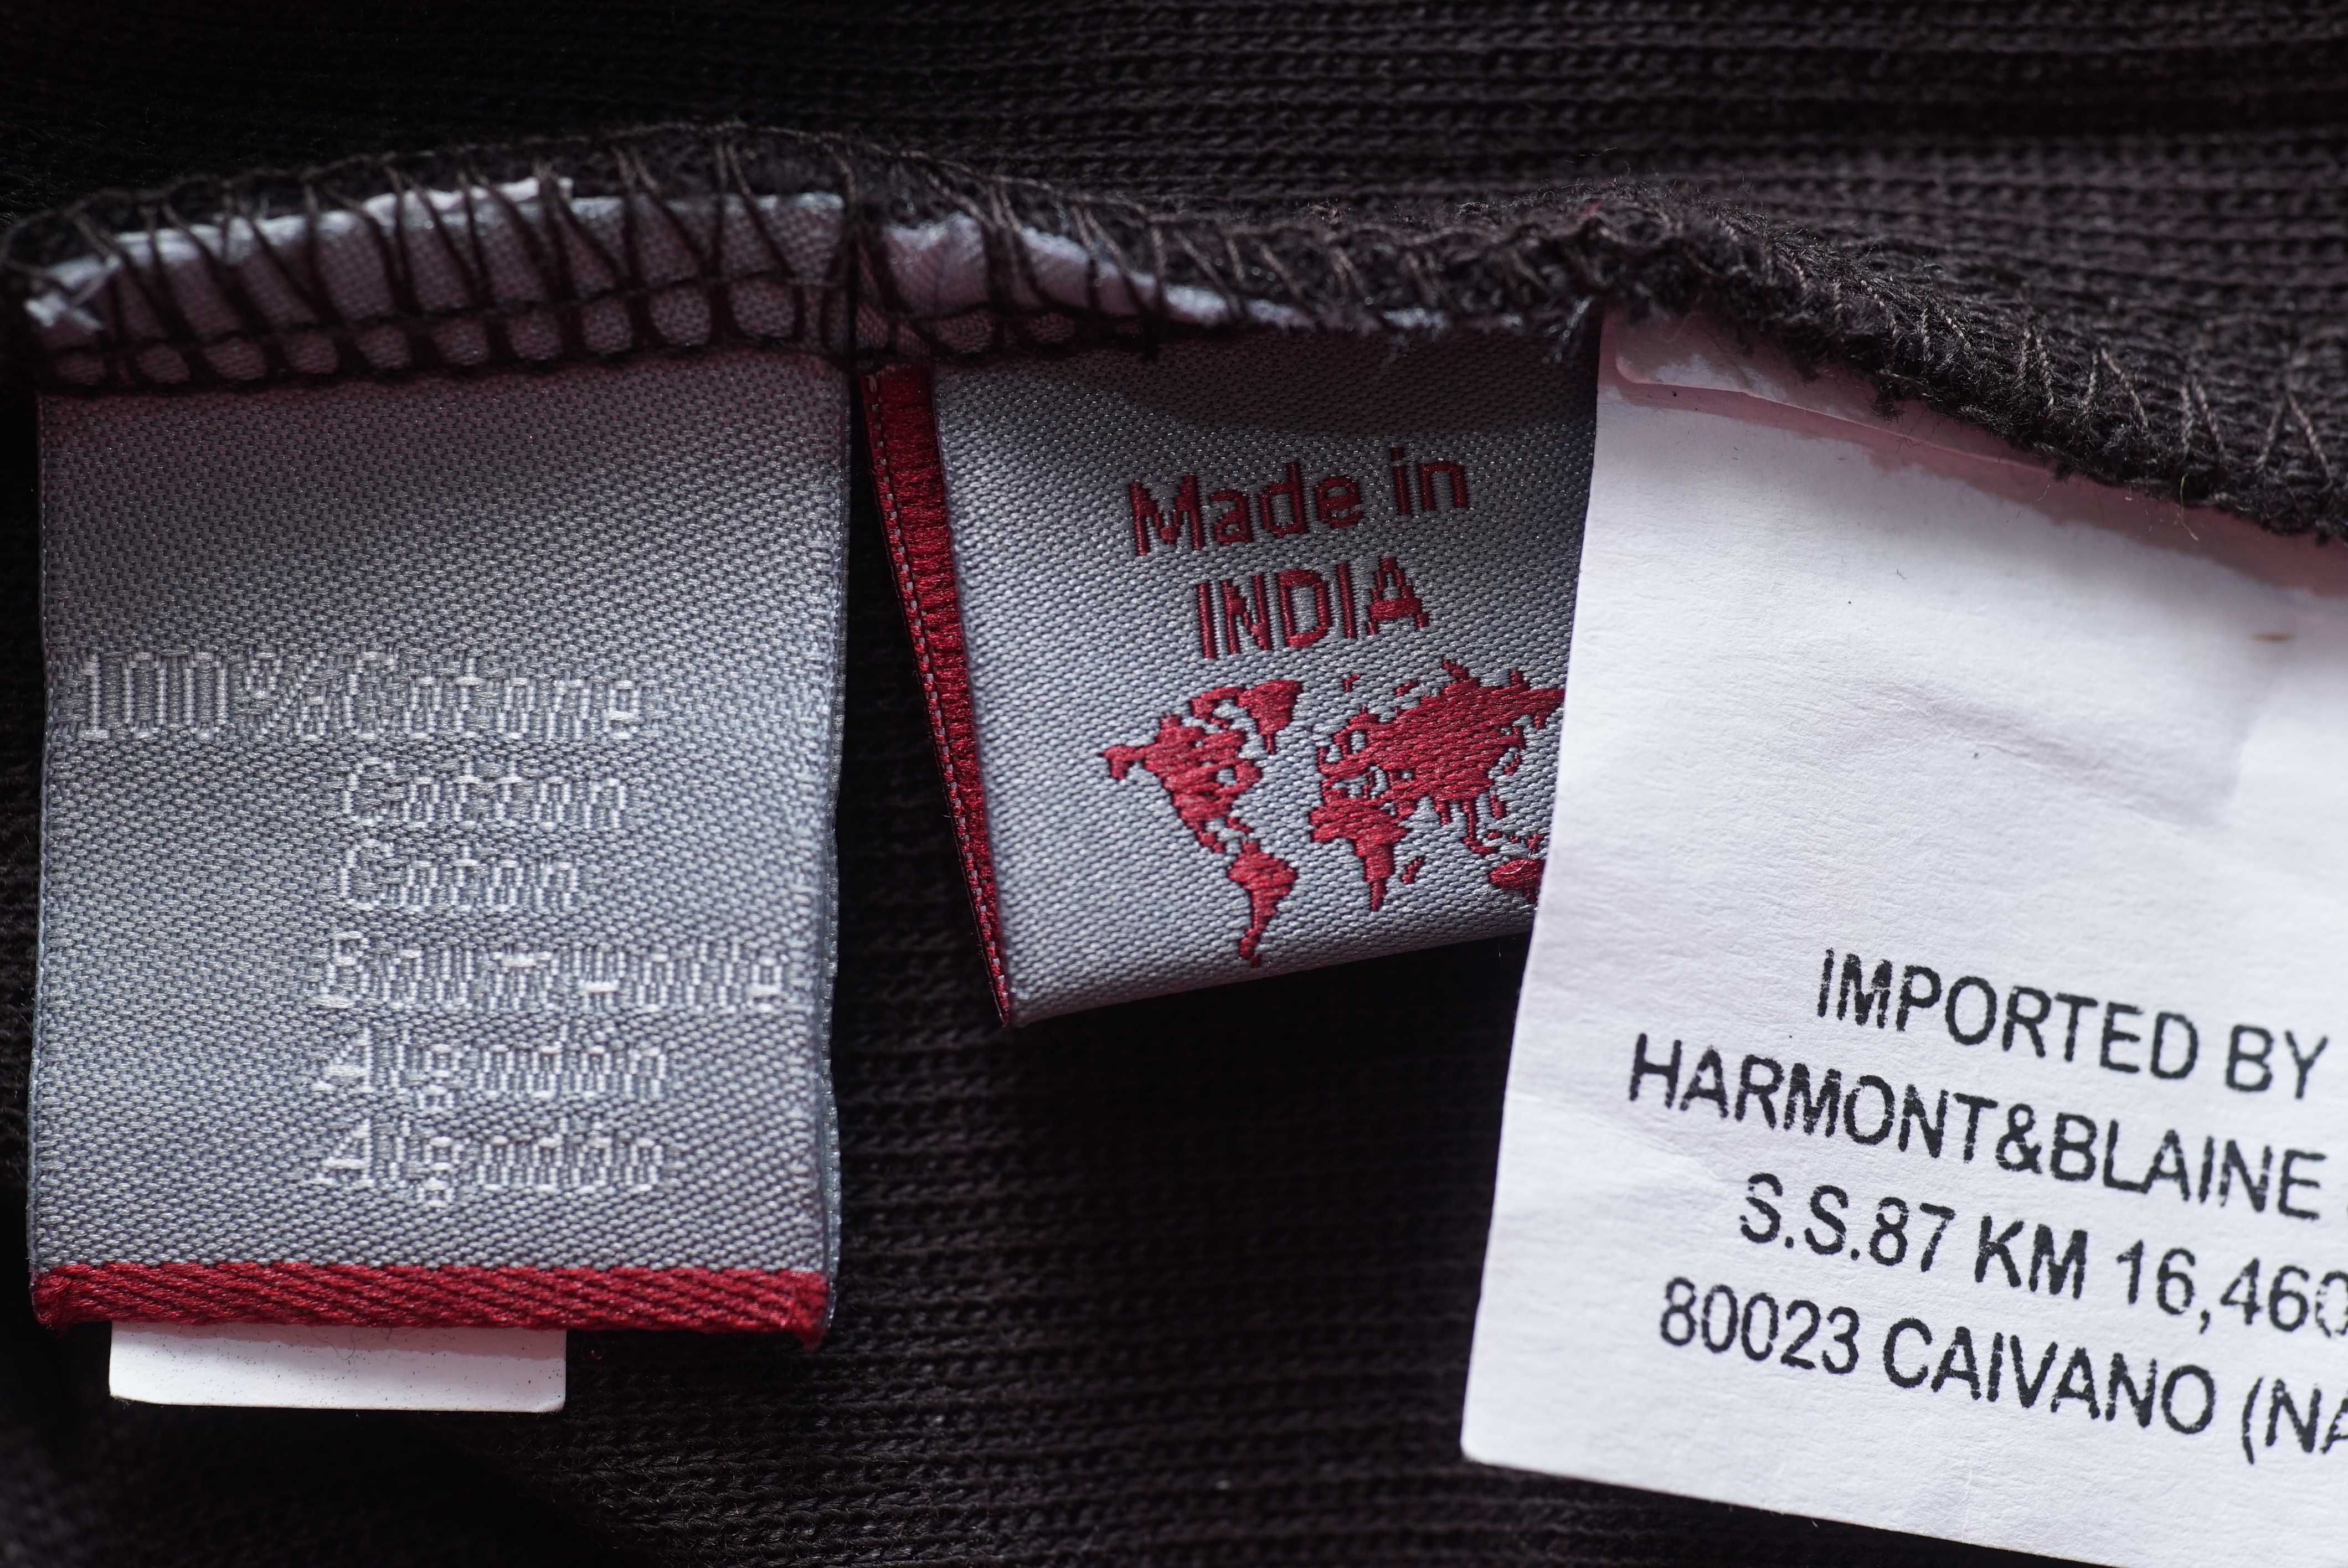 100%Cotone
Cotton
Coton
Baumwolle
Algodón
Algodão
Made in
INDIA
IMPORTED BY
HARMONT&BLAINE
S.S.87 KM 16,460
80023 CAIVANO (NA